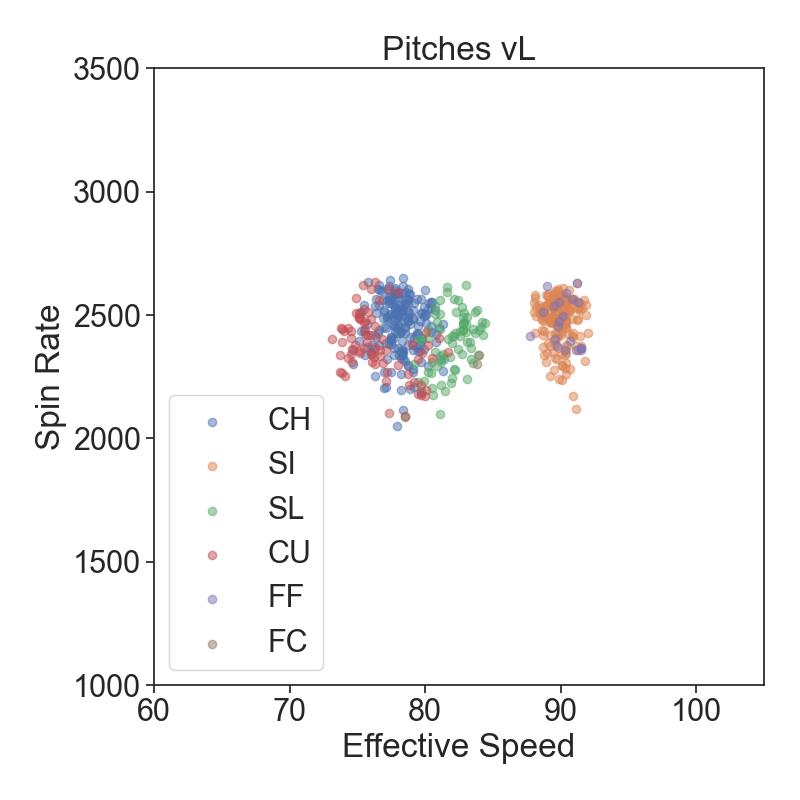 Pitches vL
3500
3000
2500
2000
1500
1000
Spin Rate
CH
SI
SL
CU
FF
FC
60 70 80 90 100
Effective Speed